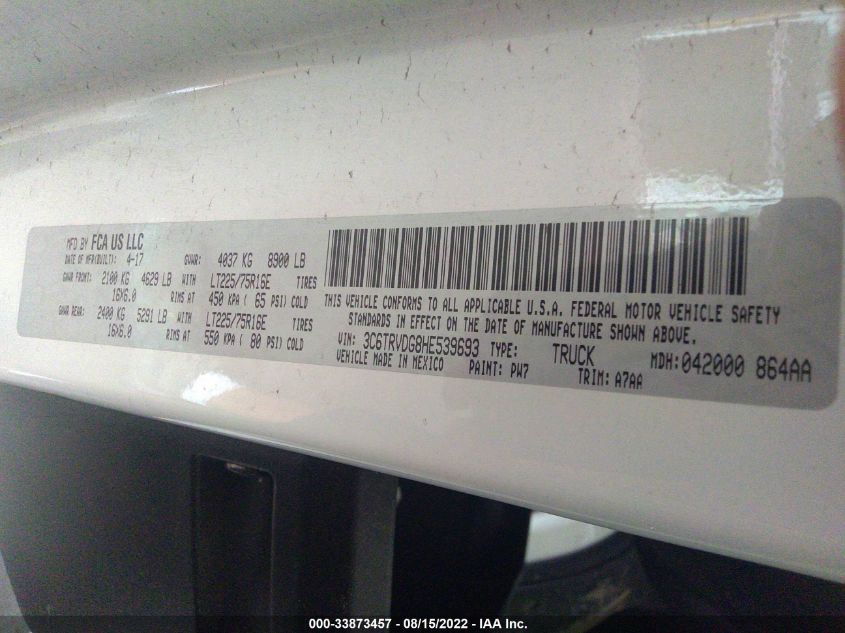 MFD BY FCA US LLC
DATE OF MFR(BUILT): 4-17 GVWR: 4037 KG 8900 LB
GAWR FRONT: 2100 KG 4629 LB WITH LT225/75R16E TIRES
16X6.0 RIMS AT 450 KPA ( 65 PSI) COLD
GAWR REAR: 2400 KG 5291 LB WITH LT225/75R16E TIRES
16X6.0 RIMS AT 550 KPA ( 80 PSI) COLD
THIS VEHICLE CONFORMS TO ALL APPLICABLE U.S.A. FEDERAL MOTOR VEHICLE SAFETY
STANDARDS IN EFFECT ON THE DATE OF MANUFACTURE SHOWN ABOVE.
VIN: 3C6TRVDG8HE539693 TYPE: TRUCK MDH:042000 864AA
VEHICLE MADE IN MEXICO PAINT: PW7 TRIM: A7AA
000-33873457 - 08/15/2022 - IAA Inc.